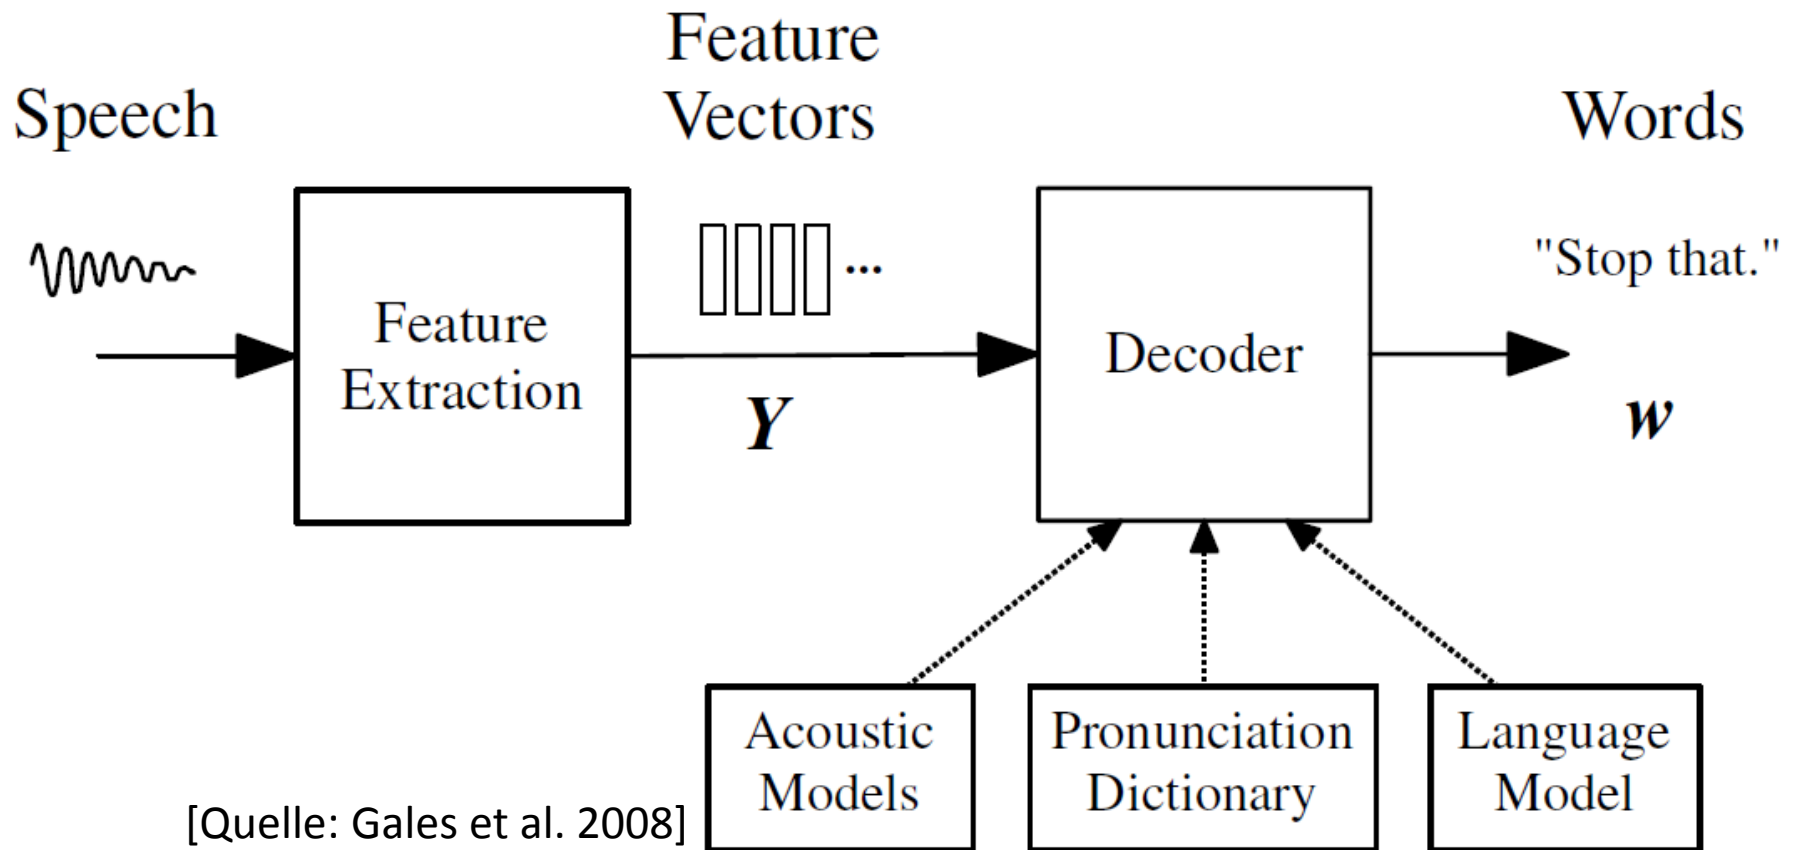 Speech
Feature
Vectors
Words
Feature
Extraction
...
Y
Decoder
"Stop that."
w
Acoustic
Models
Pronunciation
Dictionary
Language
Model
[Quelle: Gales et al. 2008]